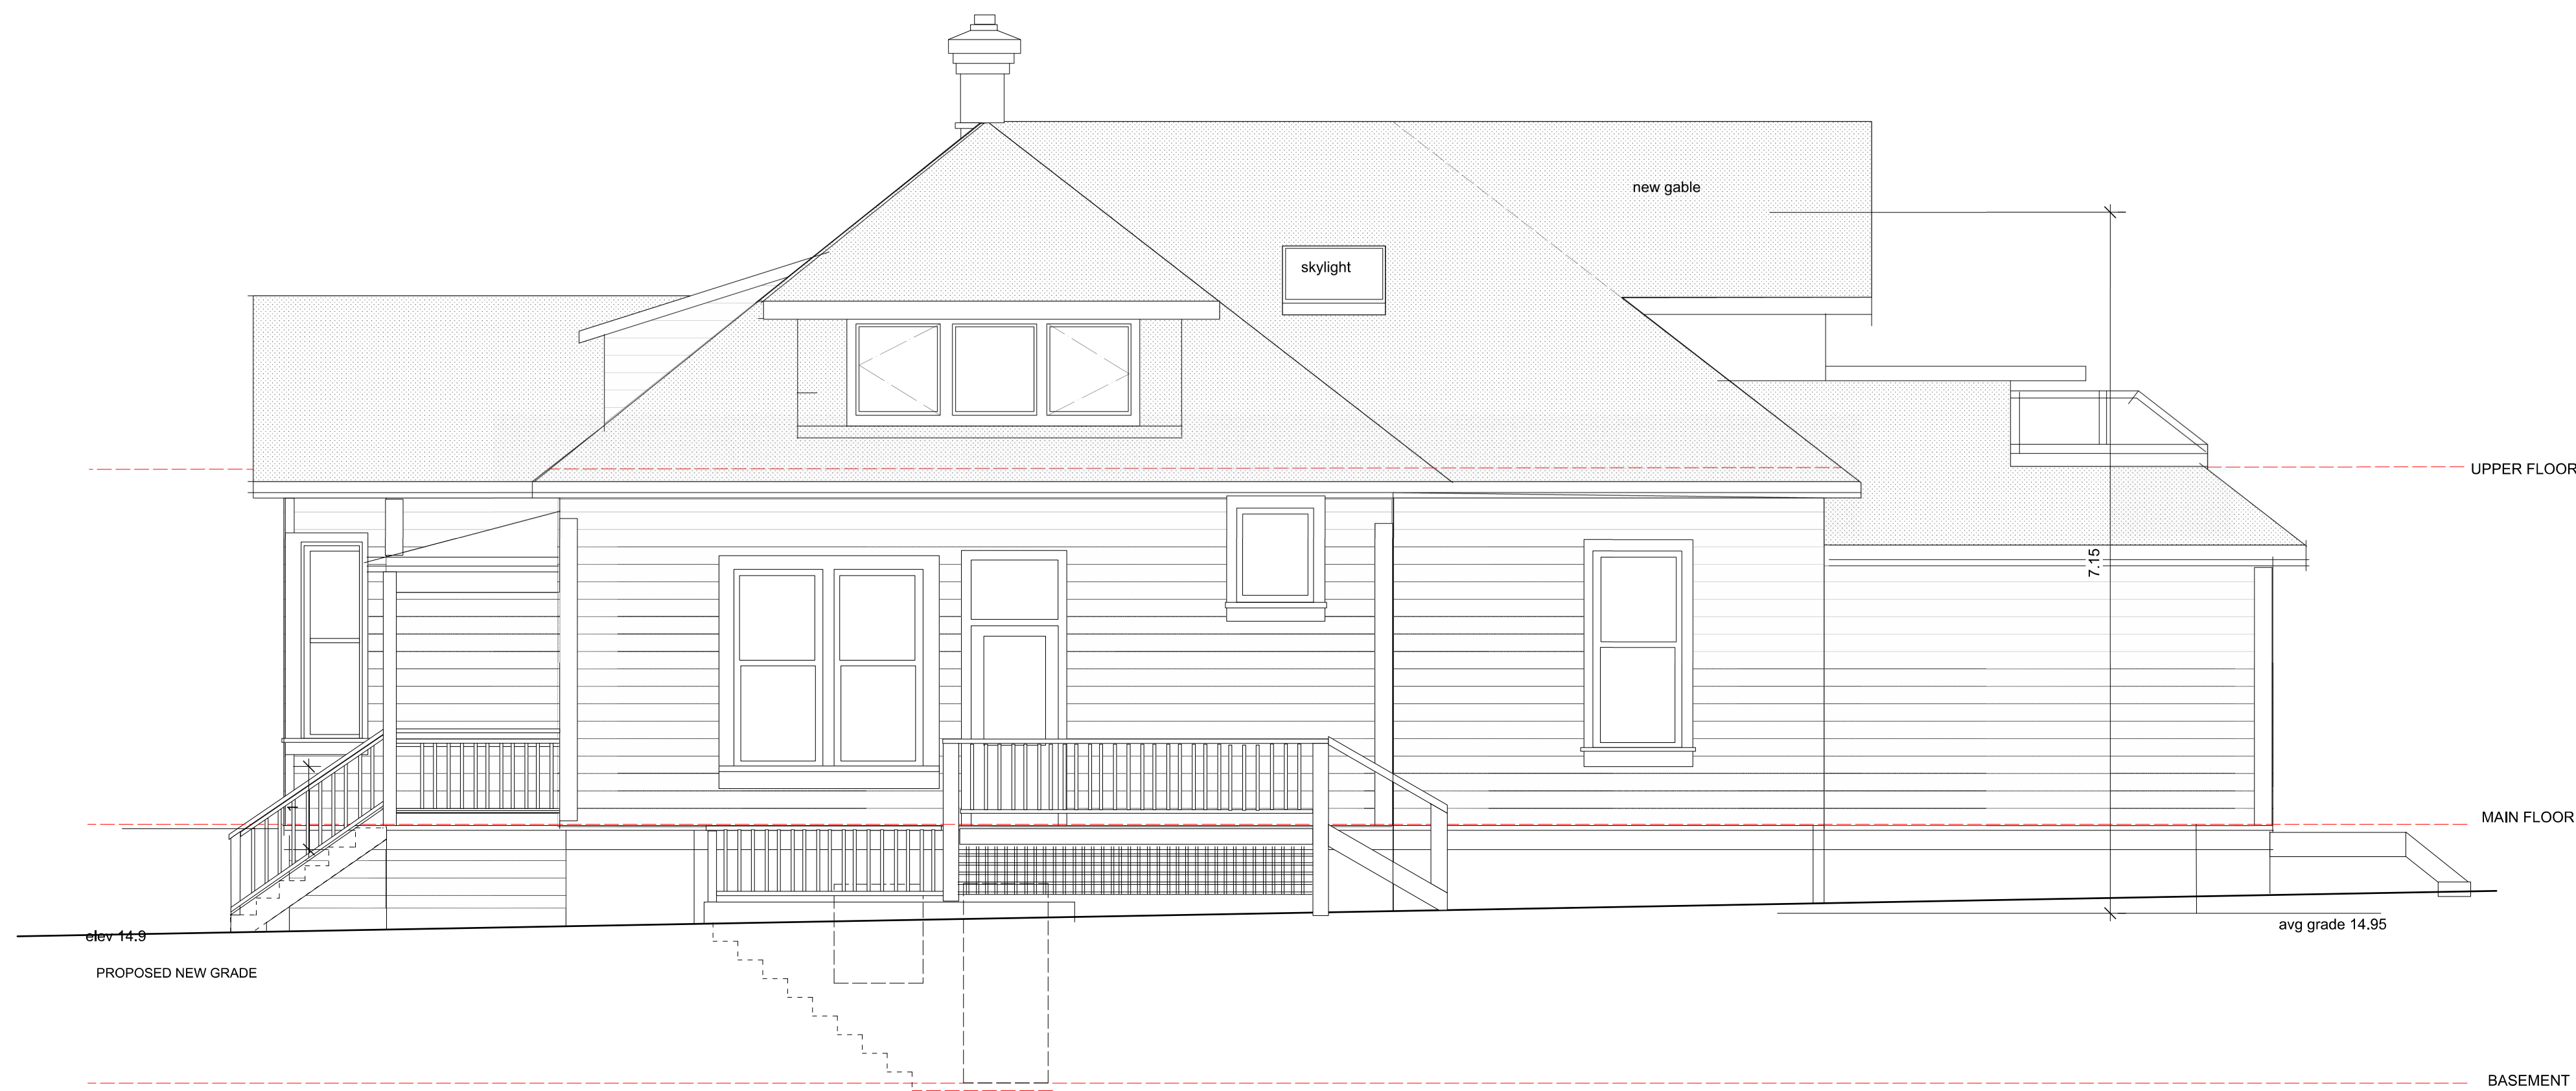 new gable
skylight
UPPER FLOOR
7.15
1
MAIN FLOOR
elev 14.9
avg grade 14.95
PROPOSED NEW GRADE
BASEMENT